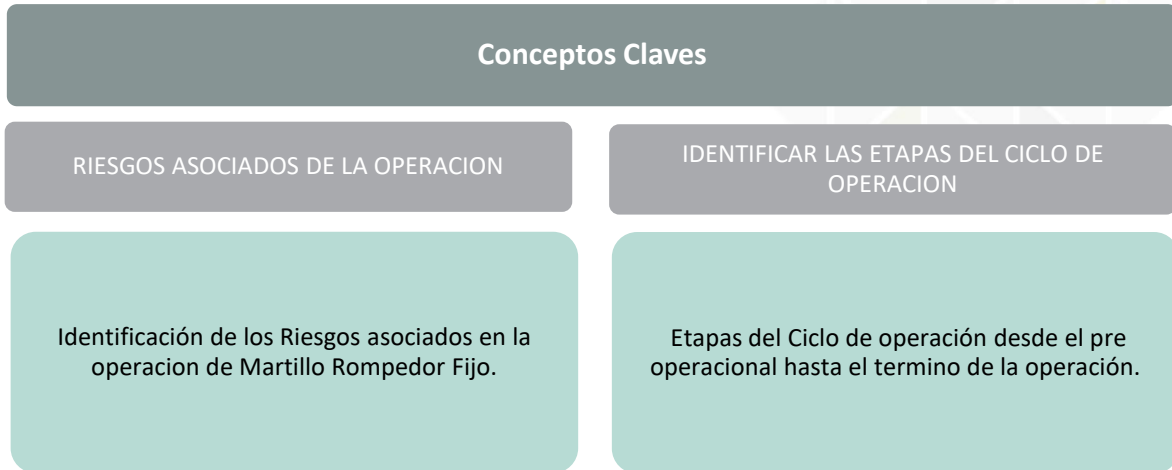 Conceptos Claves
RIESGOS ASOCIADOS DE LA OPERACION
IDENTIFICAR LAS ETAPAS DEL CICLO DE
OPERACION
Identificación de los Riesgos asociados en la
operacion de Martillo Rompedor Fijo.
Etapas del Ciclo de operación desde el pre
operacional hasta el termino de la operación.